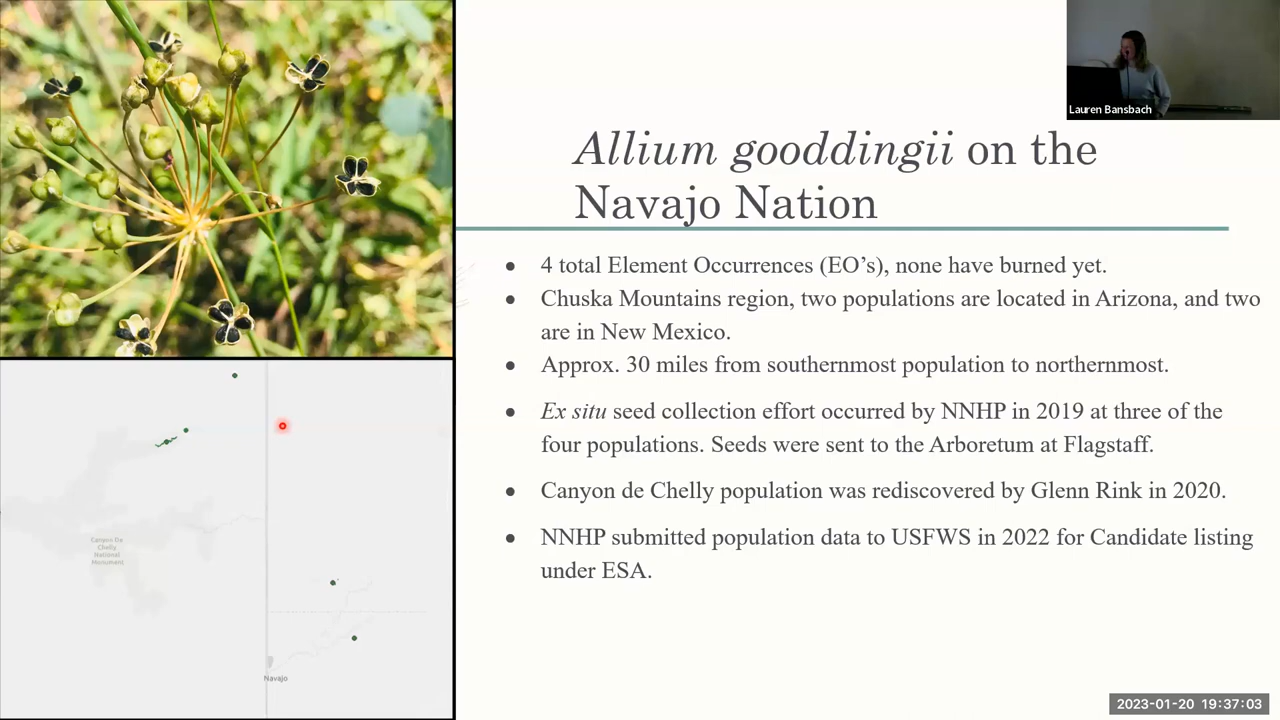 Lauren Bansbach
Allium gooddingii on the
Navajo Nation
● 4 total Element Occurrences (EO's), none have burned yet.
● Chuska Mountains region, two populations are located in Arizona, and two
are in New Mexico.
● Approx. 30 miles from southernmost population to northernmost.
● Ex situ seed collection effort occurred by NNHP in 2019 at three of the
four populations. Seeds were sent to the Arboretum at Flagstaff.
● Canyon de Chelly population was rediscovered by Glenn Rink in 2020.
● NNHP submitted population data to USFWS in 2022 for Candidate listing
under ESA.
Canyon De
Chelly
National
Monument
Navajo
2023-01-20 19:37:03